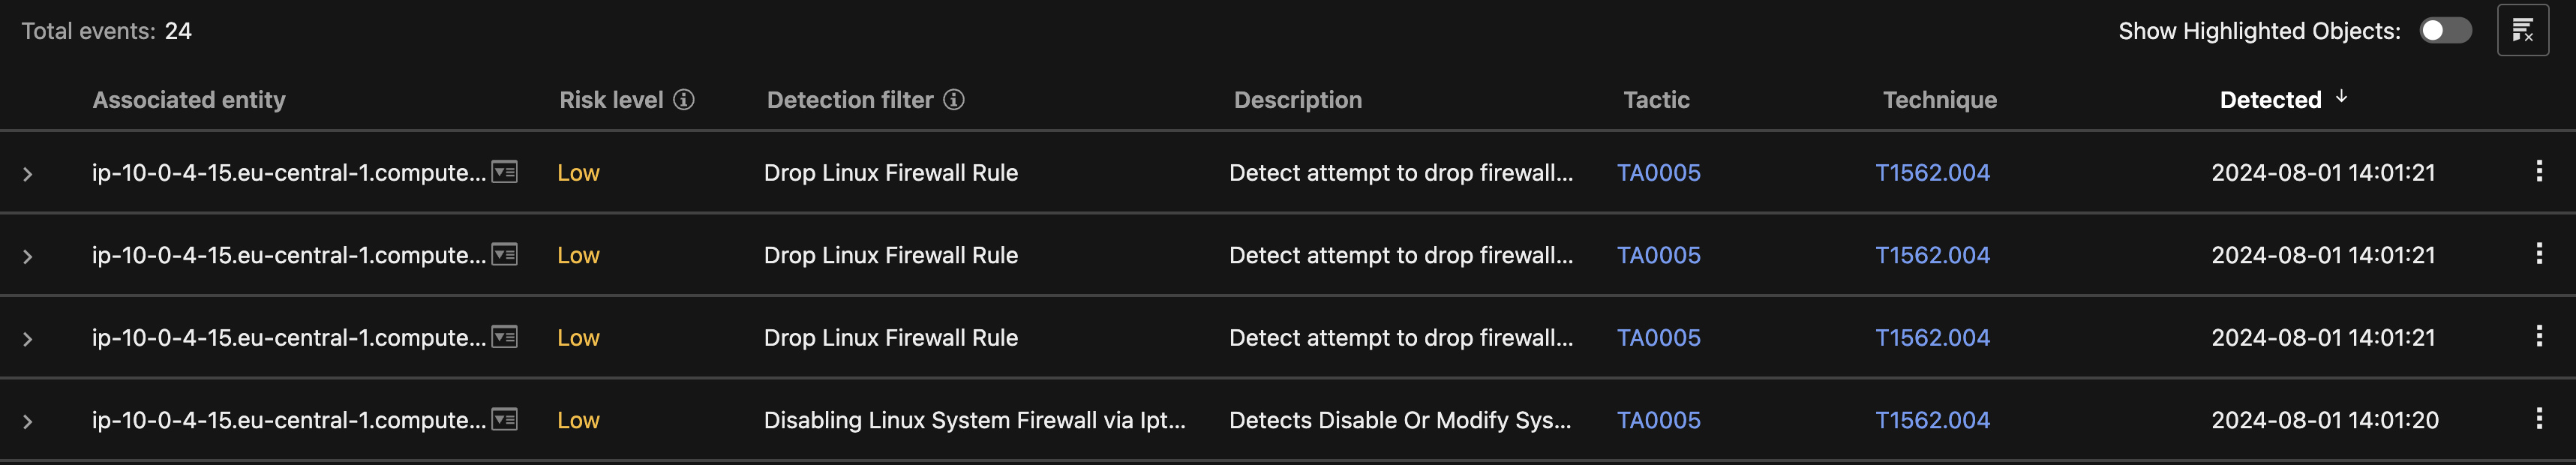 Total events: 24 Show Highlighted Objects:
Associated entity Risk level Detection filter Description Tactic Technique Detected
ip-10-0-4-15.eu-central-1.compute... Low Drop Linux Firewall Rule Detect attempt to drop firewall... TA0005 T1562.004 2024-08-01 14:01:21
ip-10-0-4-15.eu-central-1.compute... Low Drop Linux Firewall Rule Detect attempt to drop firewall... TA0005 T1562.004 2024-08-01 14:01:21
ip-10-0-4-15.eu-central-1.compute... Low Drop Linux Firewall Rule Detect attempt to drop firewall... TA0005 T1562.004 2024-08-01 14:01:21
ip-10-0-4-15.eu-central-1.compute... Low Disabling Linux System Firewall via Ipt... Detects Disable Or Modify Sys... TA0005 T1562.004 2024-08-01 14:01:20